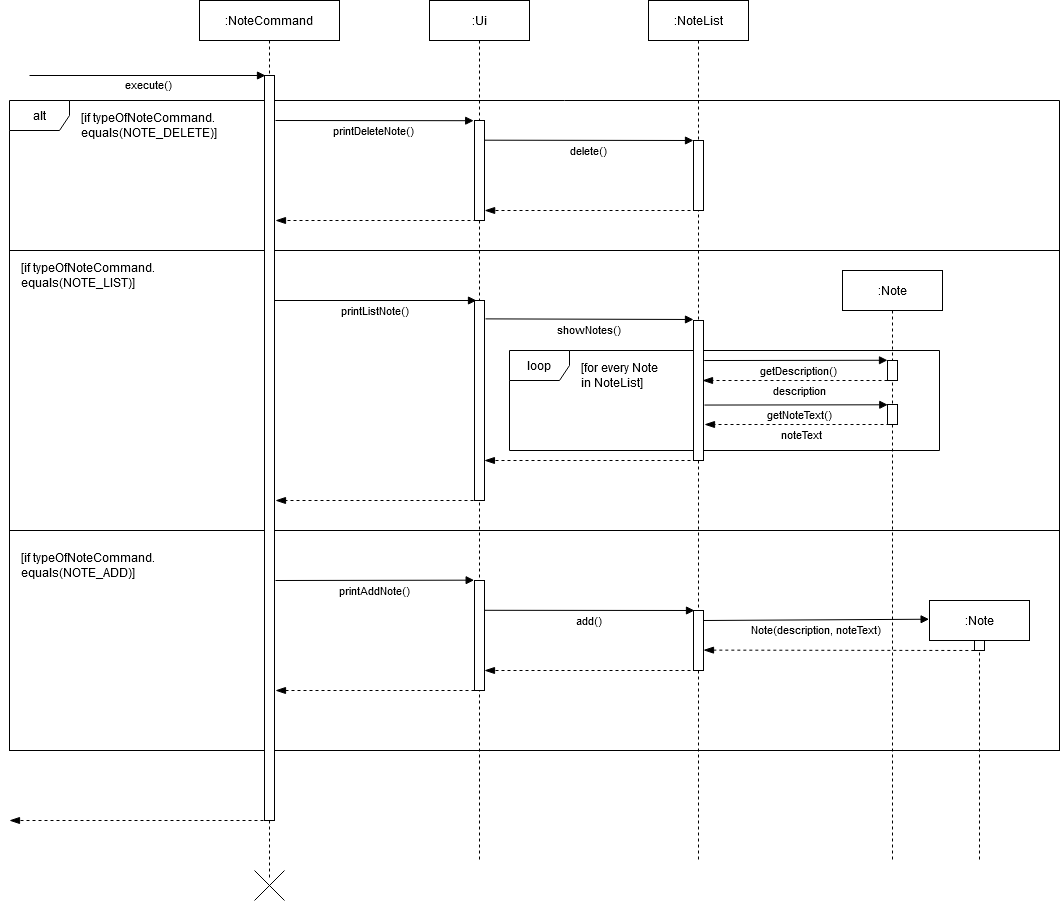 :NoteCommand
:Ui
:NoteList
execute()
alt
[if typeOfNoteCommand.
equals(NOTE_DELETE)]
printDeleteNote()
delete()
[if typeOfNoteCommand.
equals(NOTE_LIST)]
:Note
printListNote()
showNotes()
loop
[for every Note
in NoteList]
getDescription()
description
getNoteText()
noteText
[if typeOfNoteCommand.
equals(NOTE_ADD)]
printAddNote()
add()
Note(description, noteText)
:Note